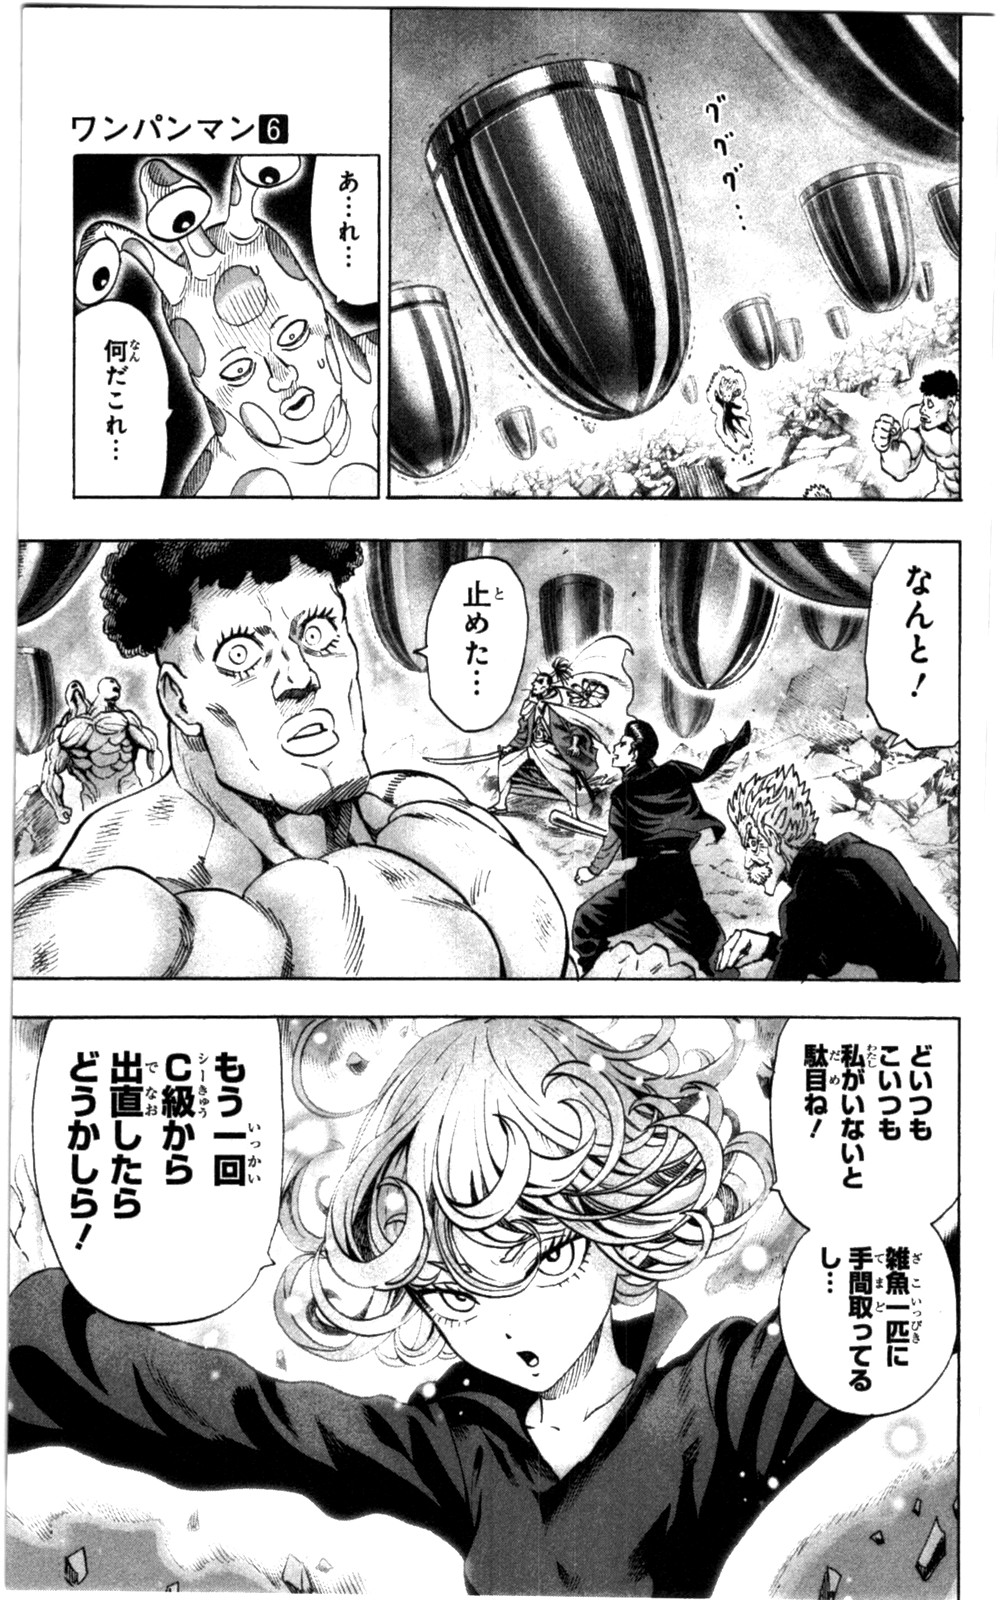 ワンパンマン6
ググググ…
あ…れ…
何だこれ…
なんと！
止めた…
どいつも
こいつも
私がいないと
駄目ね！
雑魚一匹に
手間取ってる
し…
もう一回
C級から
出直したら
どうかしら！